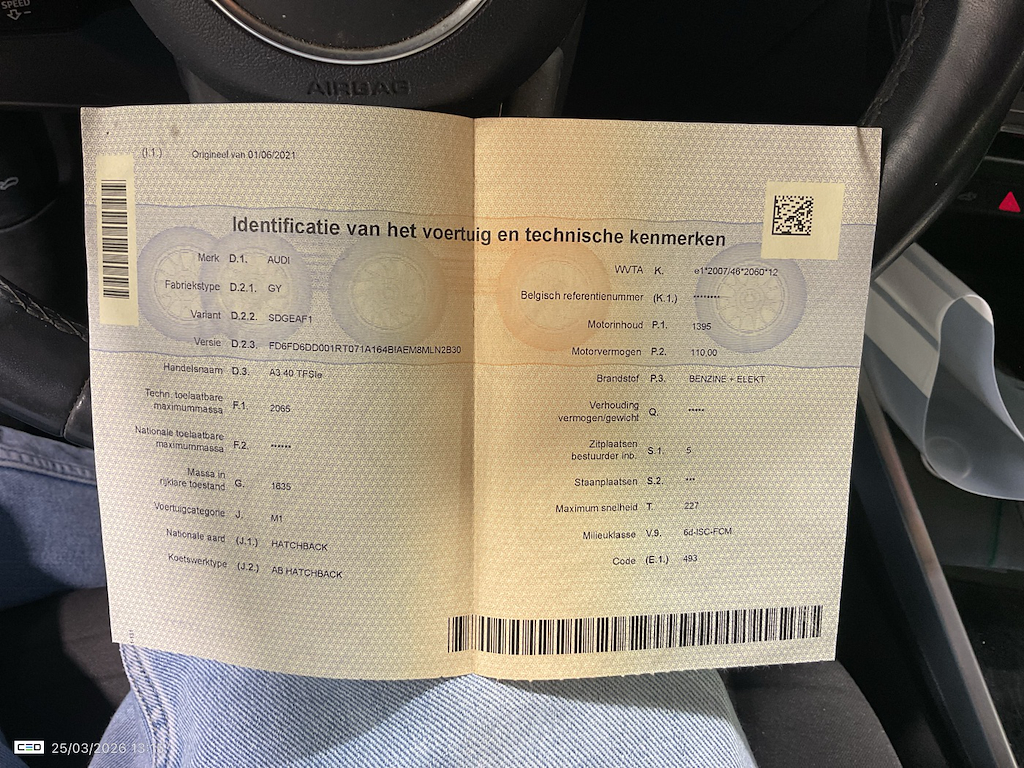 SPEED
AIRBAG
(I.1.) Origineel van 01/06/2021
Identificatie van het voertuig en technische kenmerken
Merk D.1. AUDI
Fabriekstype D.2.1. GY
Variant D.2.2. SDGEAF1
Versie D.2.3. FD6FD6DD001RT071A164BIAEM8MLN2B30
Handelsnaam D.3. A3 40 TFSIe
Techn. toelaatbare
maximummassa F.1. 2065
Nationale toelaatbare
maximummassa F.2. ••••••
Massa in
rijklare toestand G. 1635
Voertuigcategorie J. M1
Nationale aard (J.1.) HATCHBACK
Koetswerktype (J.2.) AB HATCHBACK
WVTA K. e1*2007/46*2060*12
Belgisch referentienummer (K.1.) ••••••••
Motorinhoud P.1. 1395
Motorvermogen P.2. 110,00
Brandstof P.3. BENZINE + ELEKT
Verhouding
vermogen/gewicht Q. •••••
Zitplaatsen
bestuurder inb. S.1. 5
Staanplaatsen S.2. •••
Maximum snelheid T. 227
Milieuklasse V.9. 6d-ISC-FCM
Code (E.1.) 493
25/03/2026